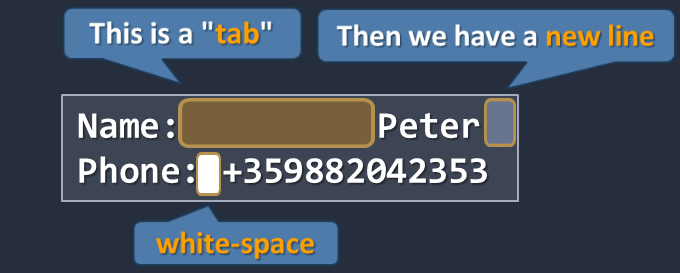 This is a "tab"
Then we have a new line
Name: Peter
Phone: +359882042353
white-space